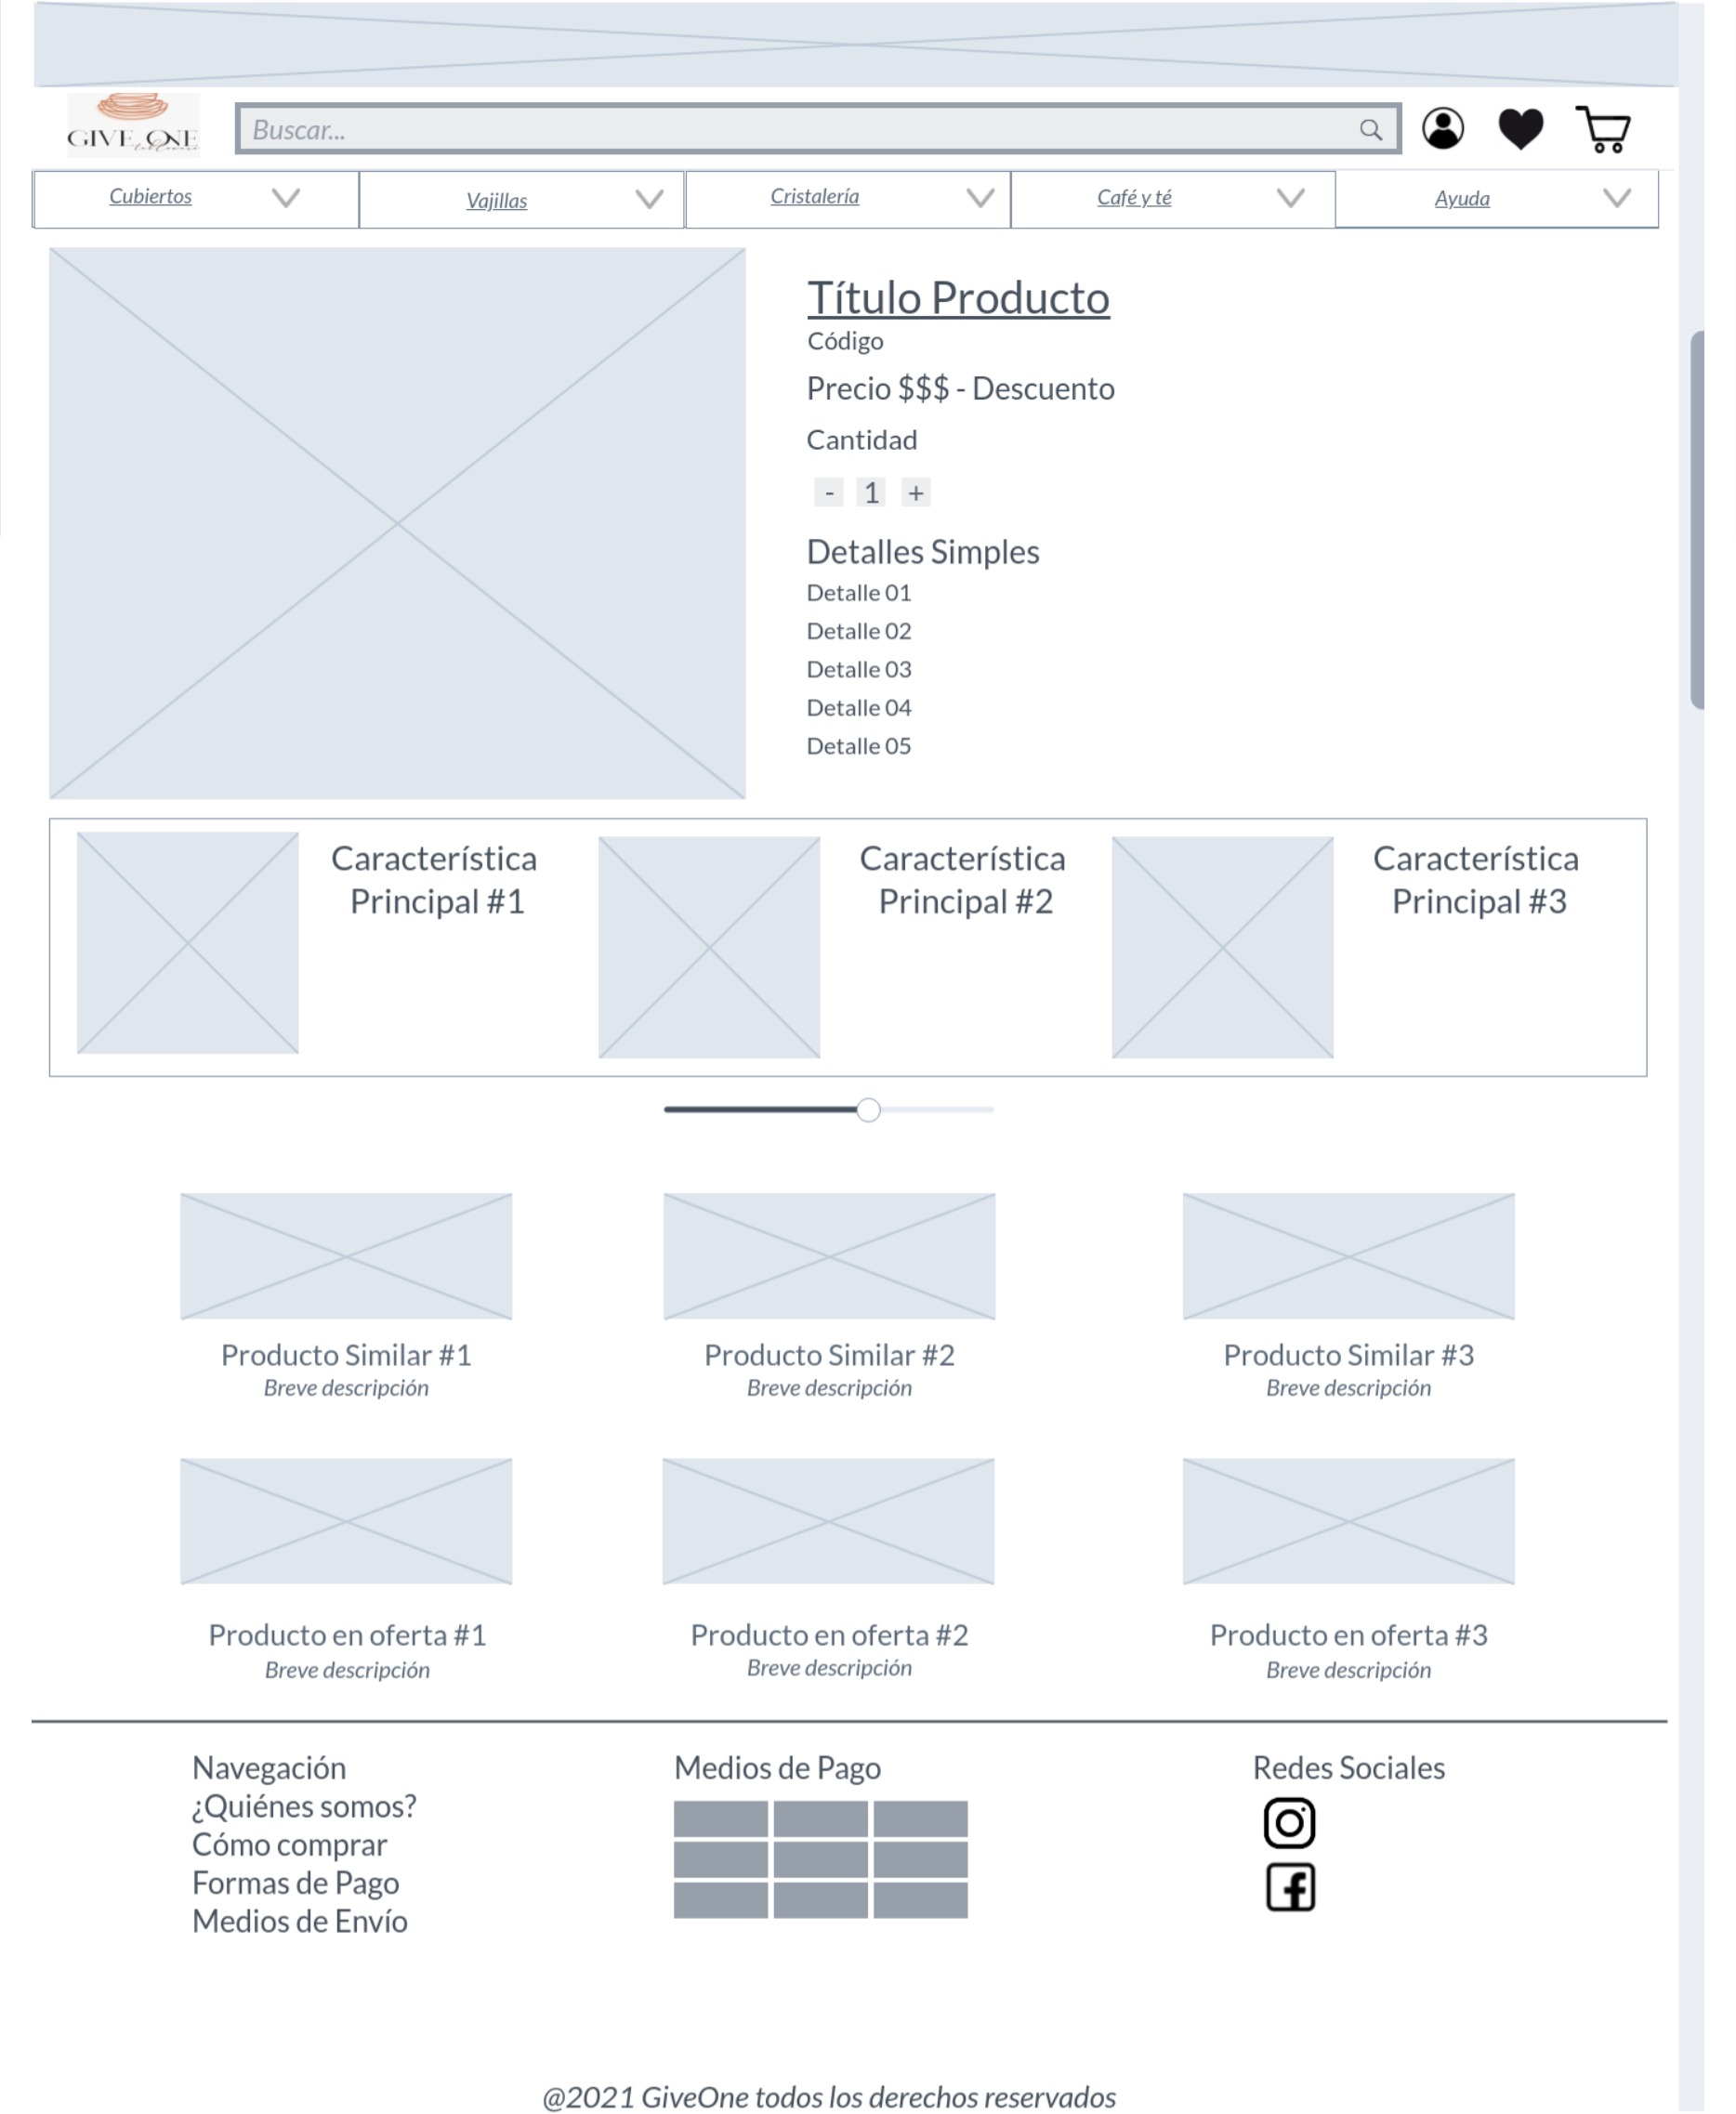 GIVE ONE
Buscar...
Cubiertos
Vajillas
Cristalería
Café y té
Ayuda
Título Producto
Código
Precio $$$ - Descuento
Cantidad
- 1 +
Detalles Simples
Detalle 01
Detalle 02
Detalle 03
Detalle 04
Detalle 05
Característica
Principal #1
Característica
Principal #2
Característica
Principal #3
Producto Similar #1
Breve descripción
Producto Similar #2
Breve descripción
Producto Similar #3
Breve descripción
Producto en oferta #1
Breve descripción
Producto en oferta #2
Breve descripción
Producto en oferta #3
Breve descripción
Navegación
¿Quiénes somos?
Cómo comprar
Formas de Pago
Medios de Envío
Medios de Pago
Redes Sociales
@2021 GiveOne todos los derechos reservados